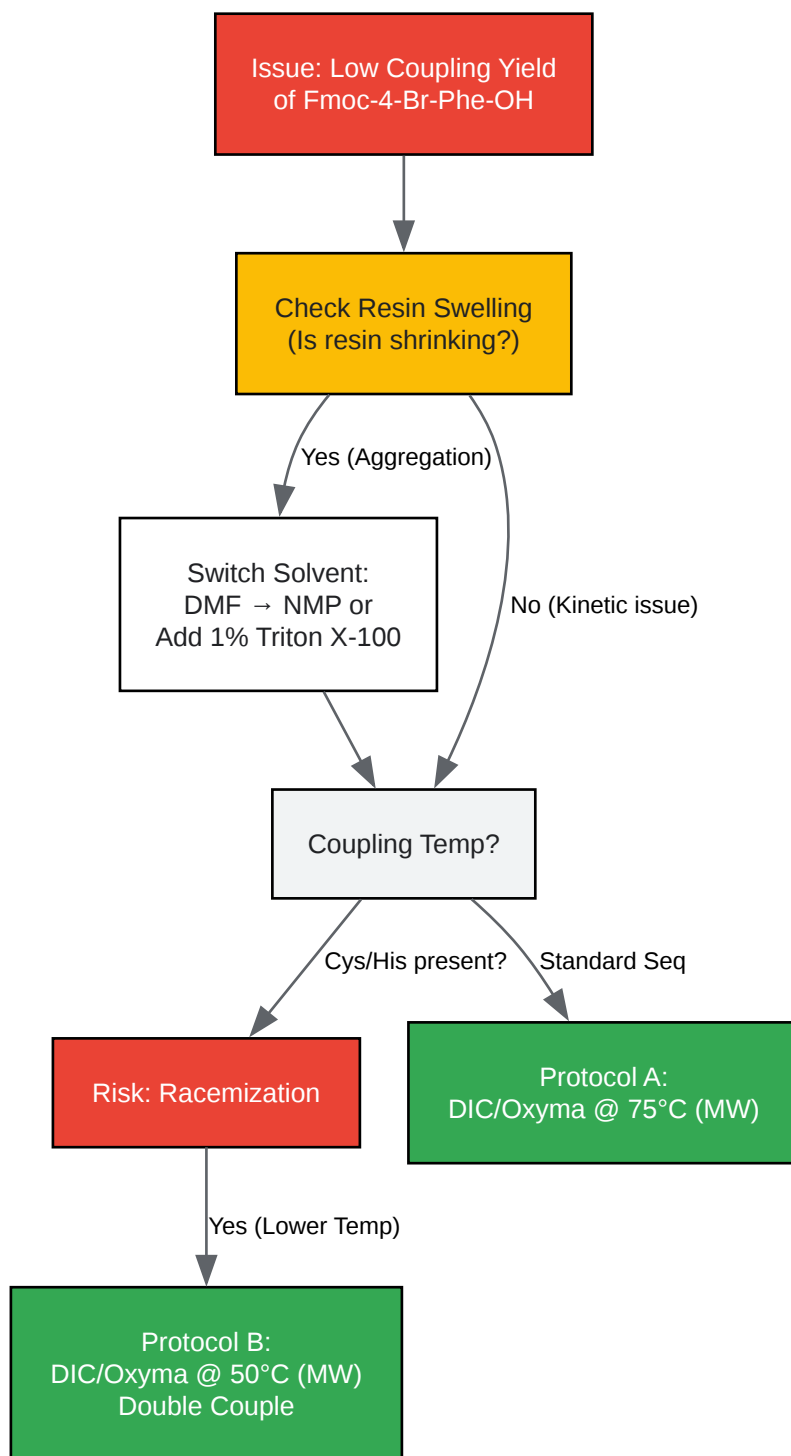 Issue: Low Coupling Yield
of Fmoc-4-Br-Phe-OH
Check Resin Swelling
(Is resin shrinking?)
Yes (Aggregation)
Switch Solvent:
DMF → NMP or
Add 1% Triton X-100
No (Kinetic issue)
Coupling Temp?
Cys/His present?
Standard Seq
Risk: Racemization
Protocol A:
DIC/Oxyma @ 75°C (MW)
Yes (Lower Temp)
Protocol B:
DIC/Oxyma @ 50°C (MW)
Double Couple